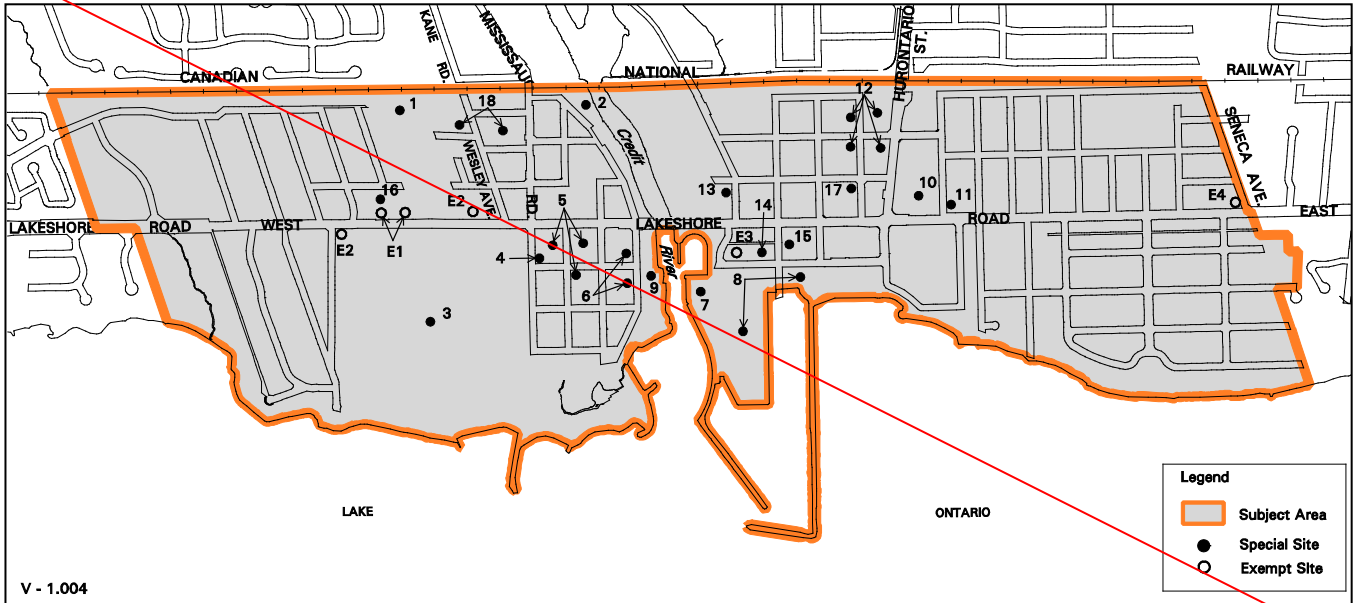 KANE
RD.
MISSISSAU
HURONTARIO
ST.
CANADIAN
NATIONAL
RAILWAY
1
18
2
12
Credit
SENECA
AVE.
WESLEY AVE.
16
E2
RD.
5
13
17
10
11
14
E4
LAKESHORE
ROAD
WEST
LAKESHORE
ROAD
EAST
E2
E1
4
River
E3
15
6
9
7
8
3
Legend
Subject Area
Special Site
Exempt SIte
LAKE
ONTARIO
V - 1.004